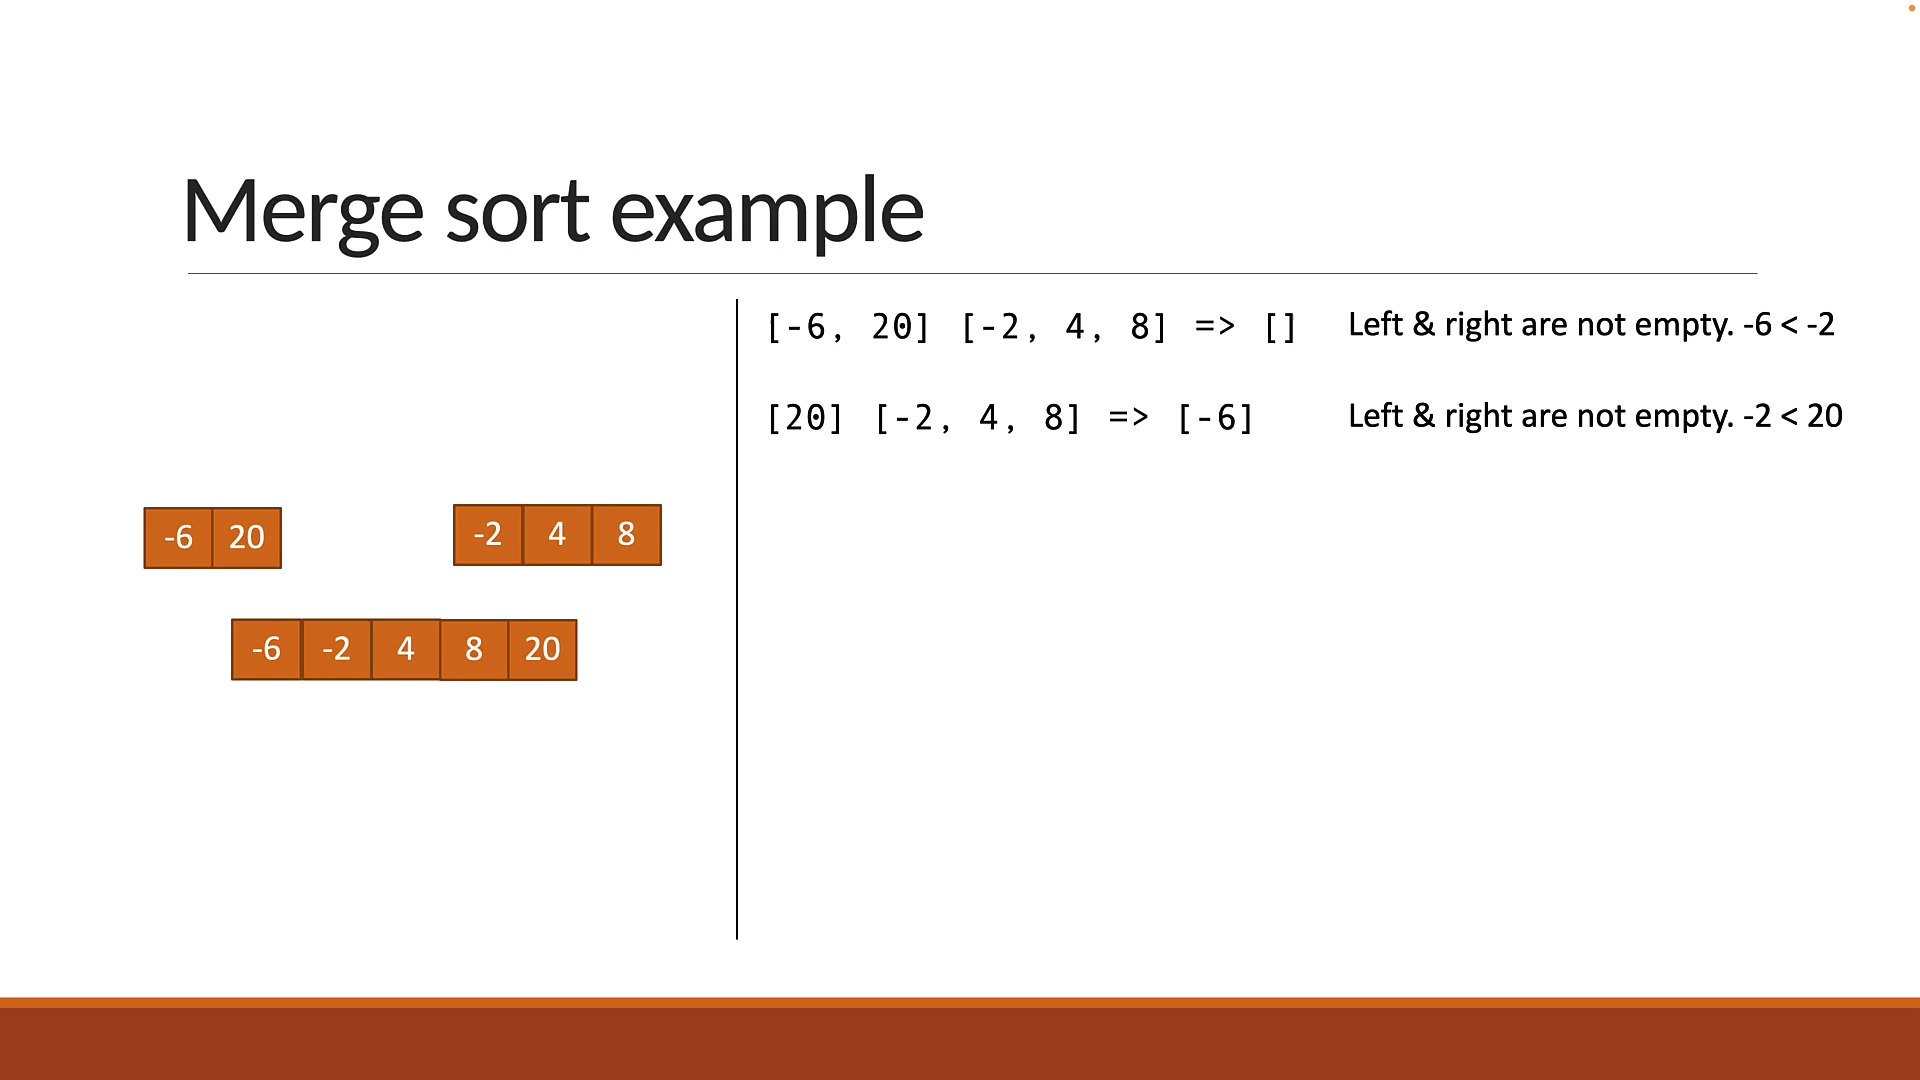 Merge sort example
[-6, 20] [-2, 4, 8] => [] Left & right are not empty. -6 < -2
[20] [-2, 4, 8] => [-6] Left & right are not empty. -2 < 20
-6 20 -2 4 8
-6 -2 4 8 20